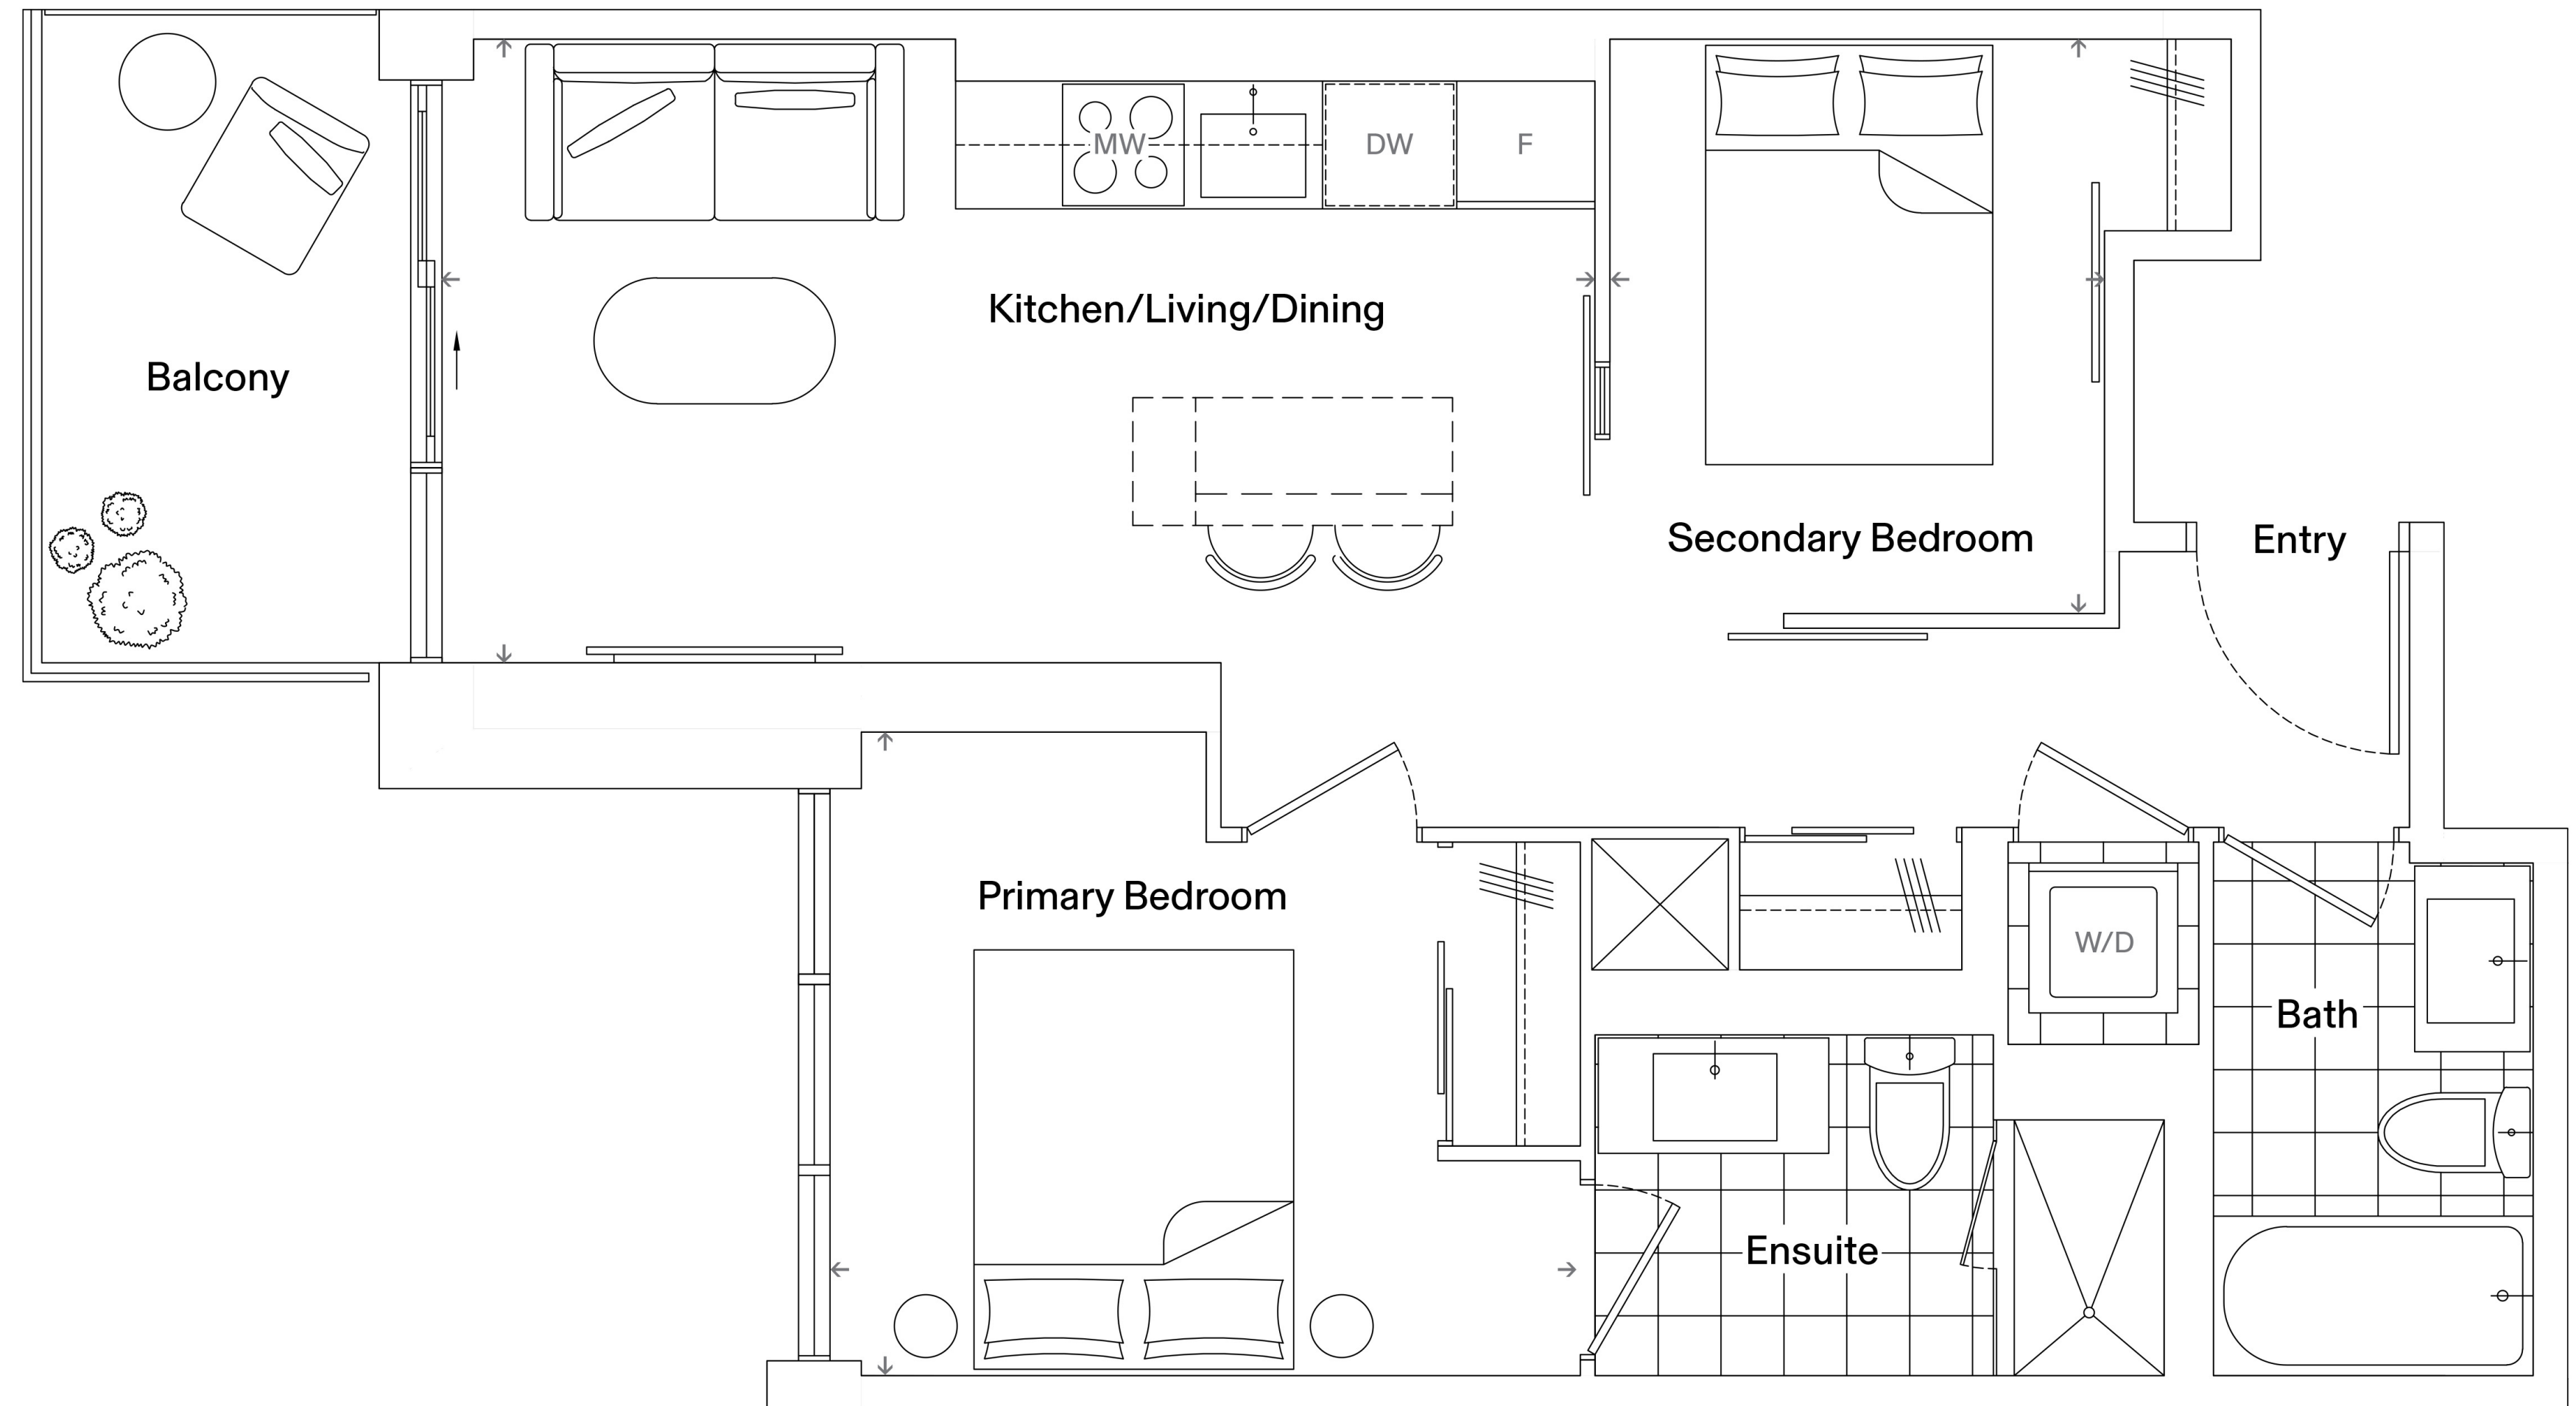 MW
DW
F
Kitchen/Living/Dining
Balcony
Secondary Bedroom
Entry
Primary Bedroom
W/D
Bath
Ensuite